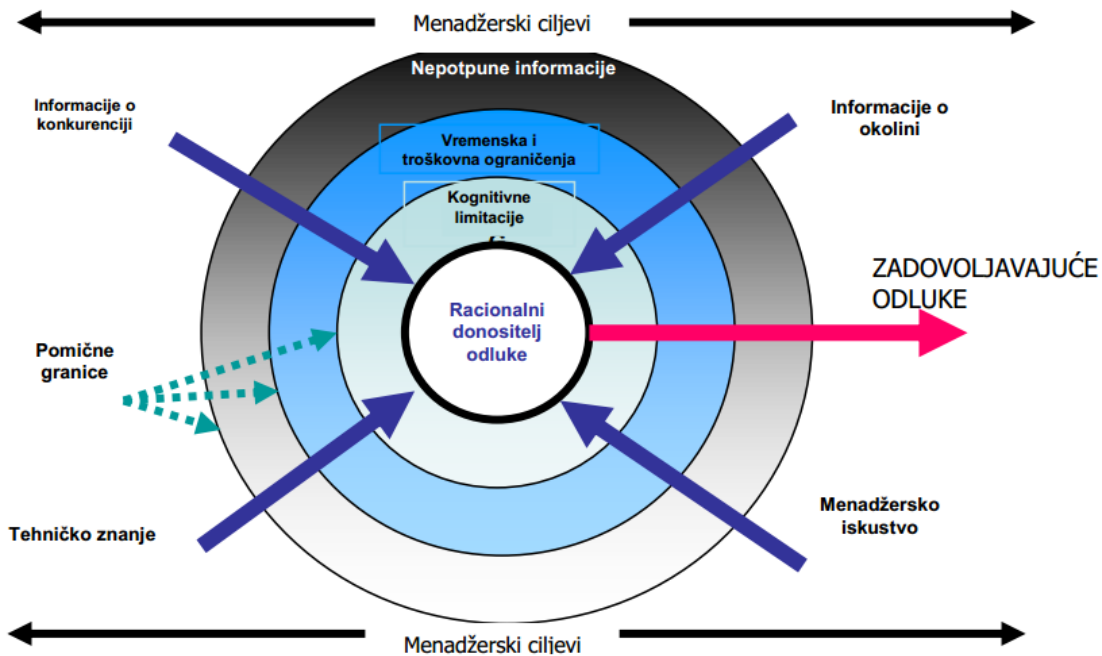 Menadžerski ciljevi
Nepotpune informacije
Informacije o
konkurenciji
Informacije o
okolini
Vremenska i
troškovna ograničenja
Kognitivne
limitacije
ZADOVOLJAVAJUĆE
ODLUKE
Racionalni
donositelj
odluke
Pomične
granice
Tehničko znanje
Menadžersko
iskustvo
Menadžerski ciljevi